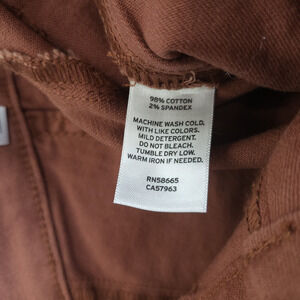 98% COTTON
2% SPANDEX
MACHINE WASH COLD,
WITH LIKE COLORS.
MILD DETERGENT.
DO NOT BLEACH.
TUMBLE DRY LOW.
WARM IRON IF NEEDED.
RN58665
CA57963